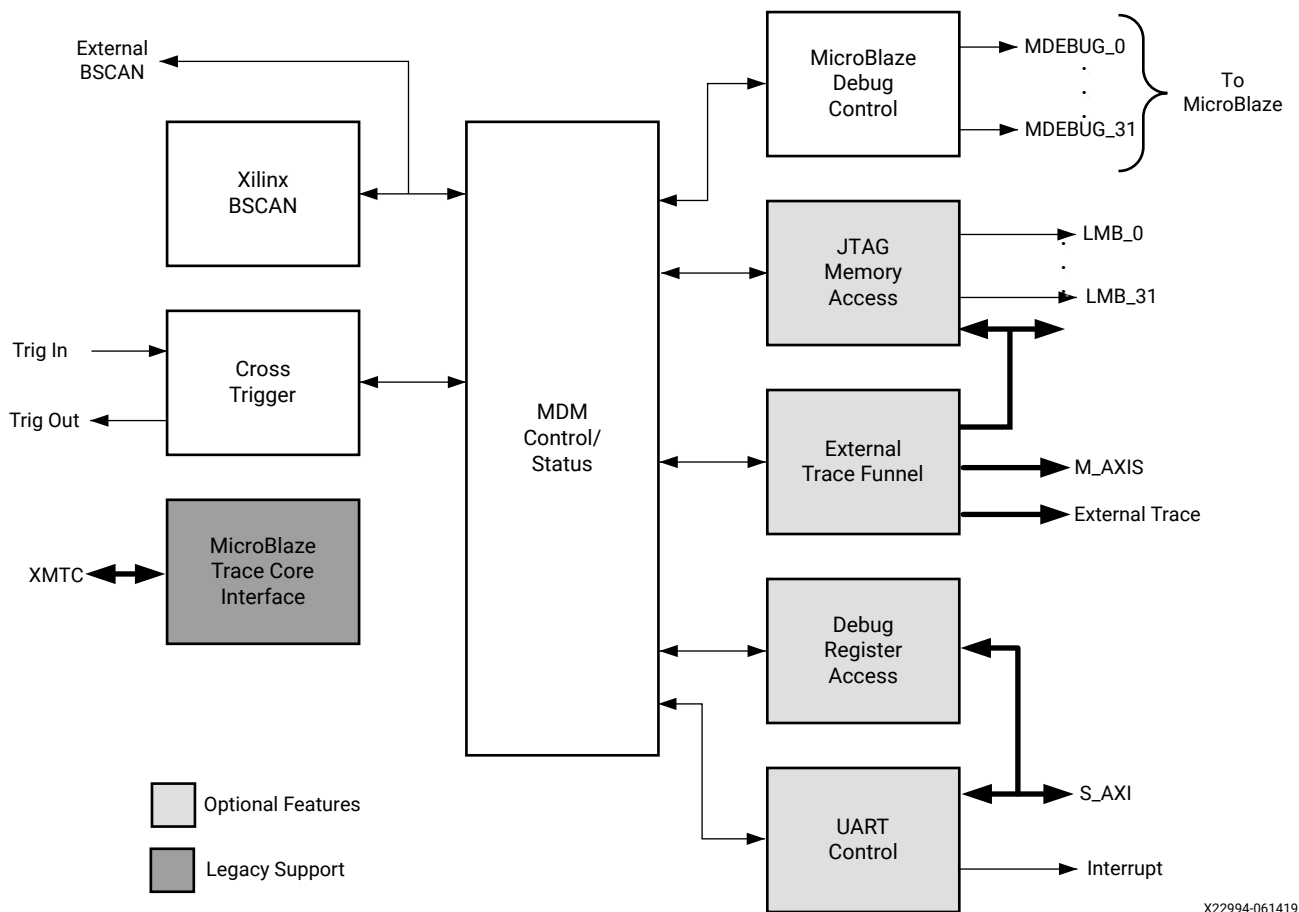 External
BSCAN
Xilinx
BSCAN
Trig In
Trig Out
Cross
Trigger
XMTC
MicroBlaze
Trace Core
Interface
MDM
Control/
Status
MicroBlaze
Debug
Control
MDEBUG_0
MDEBUG_31
To
MicroBlaze
JTAG
Memory
Access
LMB_0
LMB_31
External
Trace Funnel
M_AXIS
External Trace
Debug
Register
Access
UART
Control
S_AXI
Interrupt
Optional Features
Legacy Support
X22994-061419